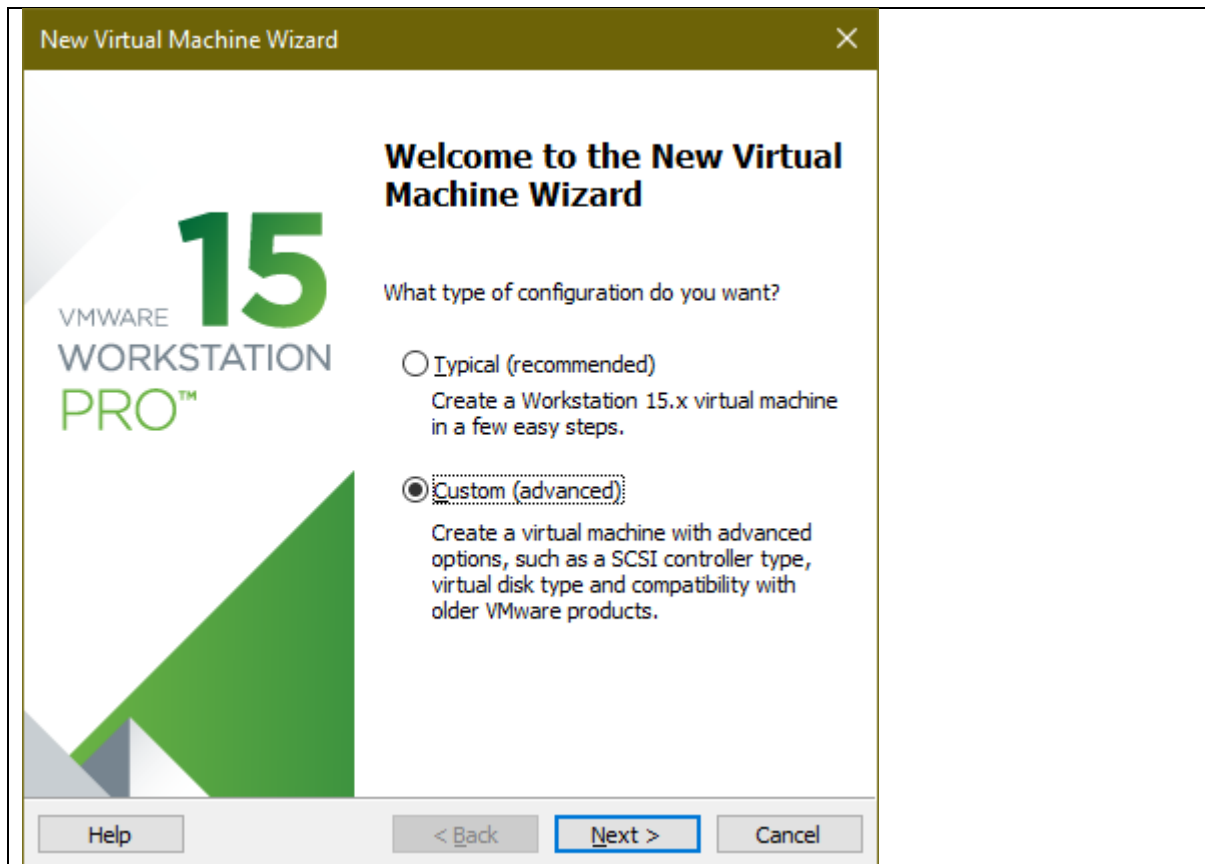 New Virtual Machine Wizard
Welcome to the New Virtual
Machine Wizard
15
VMWARE
WORKSTATION
PRO™
What type of configuration do you want?
Typical (recommended)
Create a Workstation 15.x virtual machine
in a few easy steps.
Custom (advanced)
Create a virtual machine with advanced
options, such as a SCSI controller type,
virtual disk type and compatibility with
older VMware products.
Help
< Back
Next >
Cancel